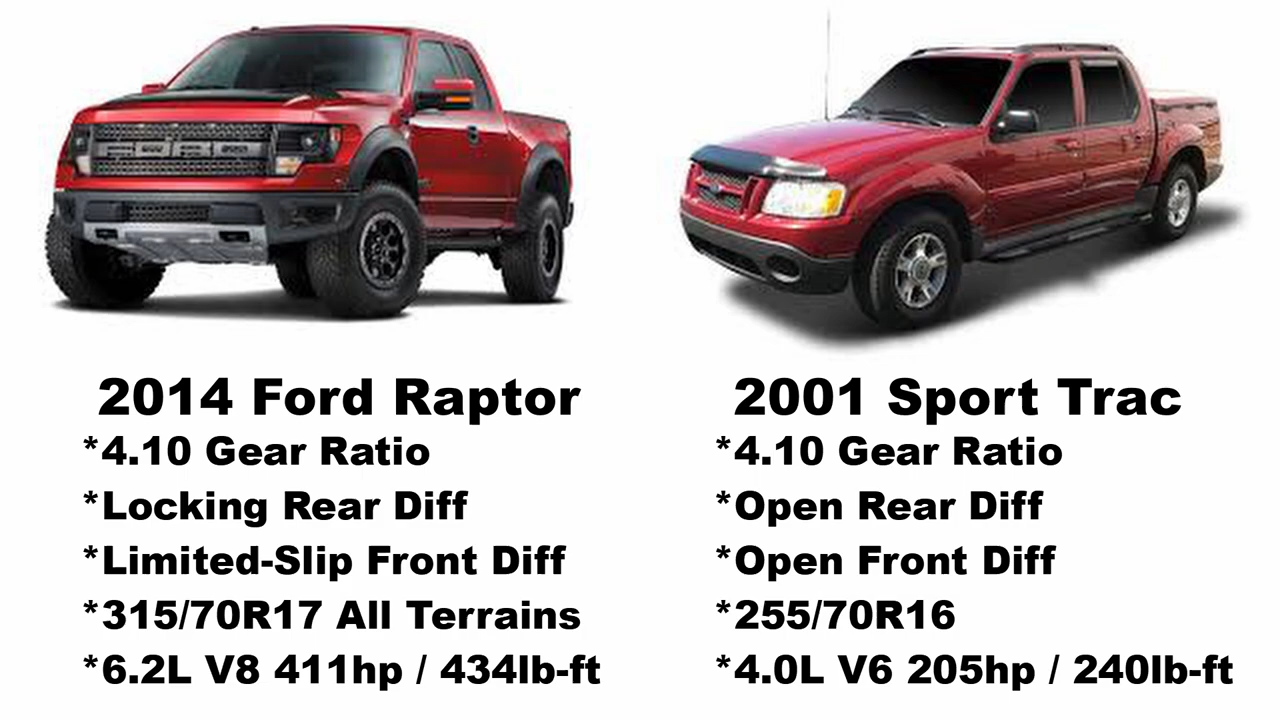 2014 Ford Raptor
*4.10 Gear Ratio
*Locking Rear Diff
*Limited-Slip Front Diff
*315/70R17 All Terrains
*6.2L V8 411hp / 434lb-ft
2001 Sport Trac
*4.10 Gear Ratio
*Open Rear Diff
*Open Front Diff
*255/70R16
*4.0L V6 205hp / 240lb-ft